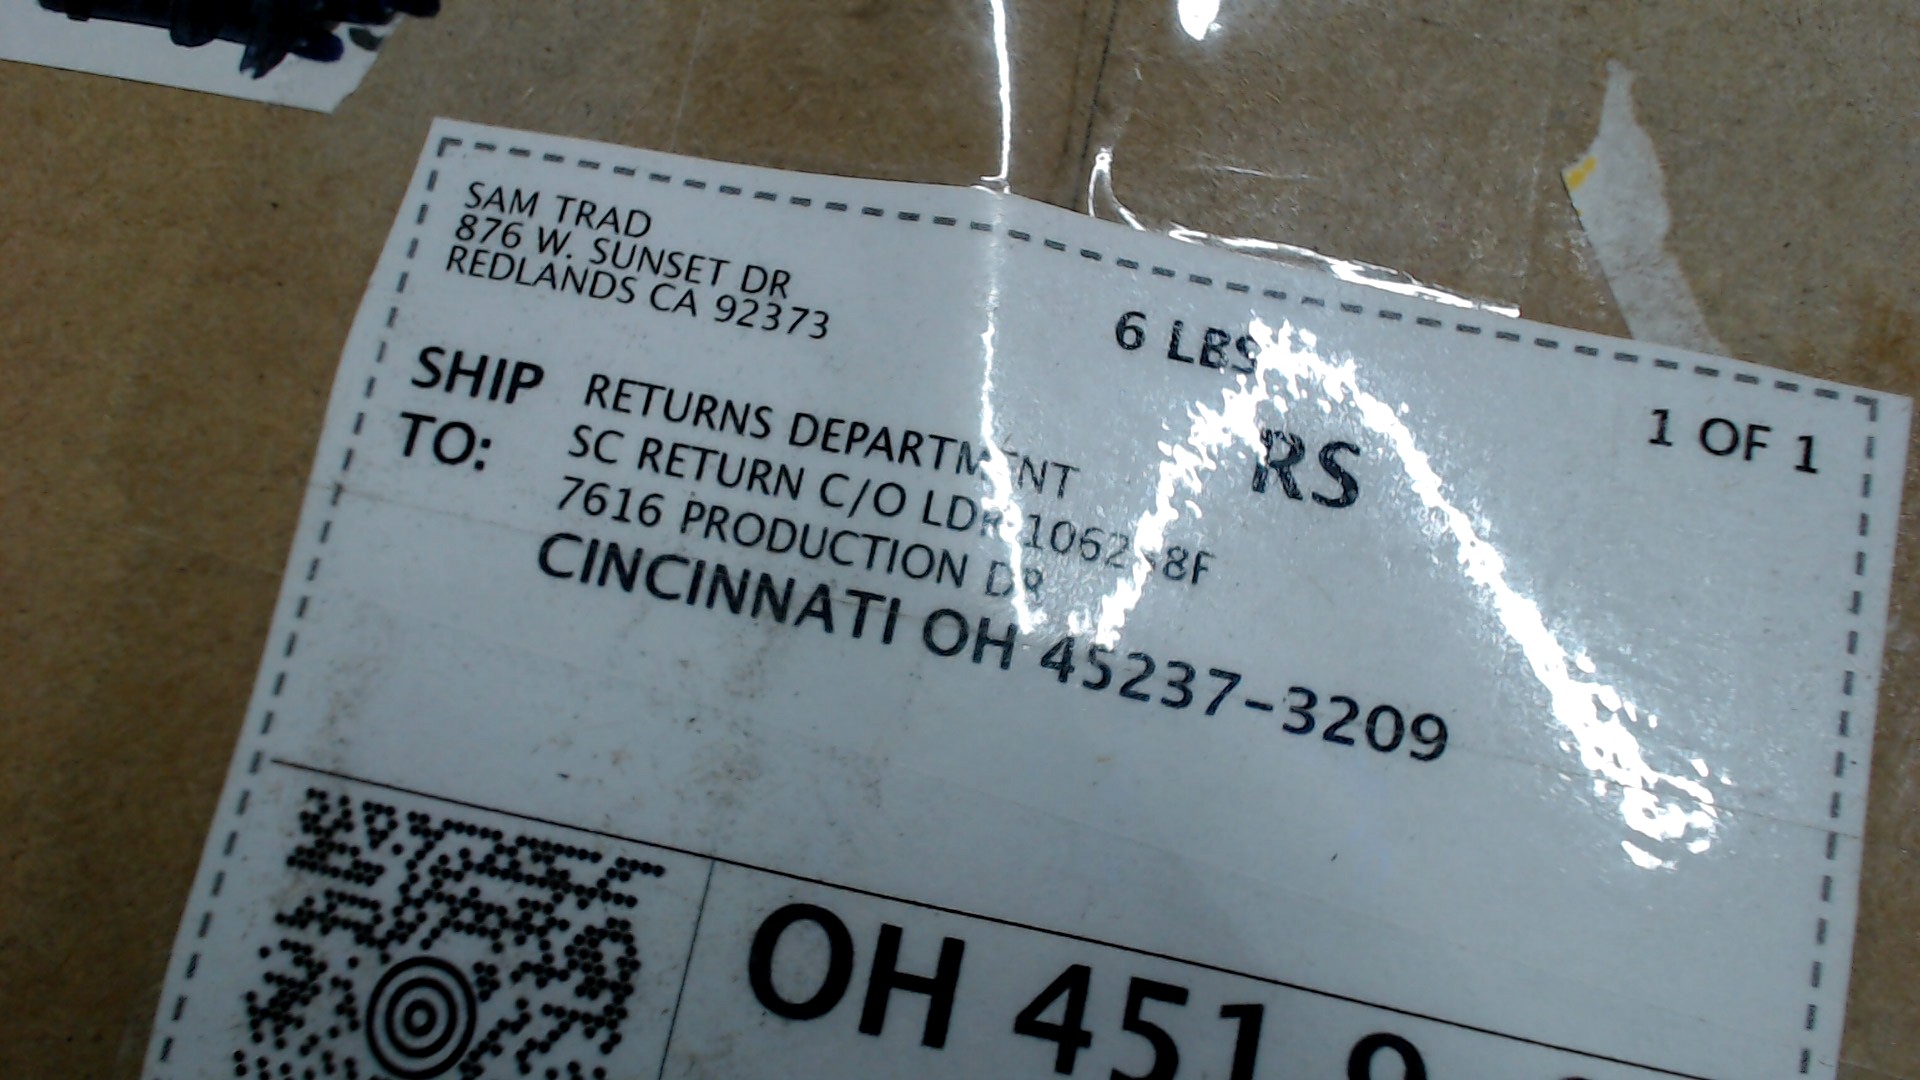 SAM TRAD
876 W. SUNSET DR
REDLANDS CA 92373
6 LBS
RS
1 OF 1
SHIP TO:
RETURNS DEPARTMENT
SC RETURN C/O
7616 PRODUCTION DR
CINCINNATI OH 45237-3209
OH 451 9